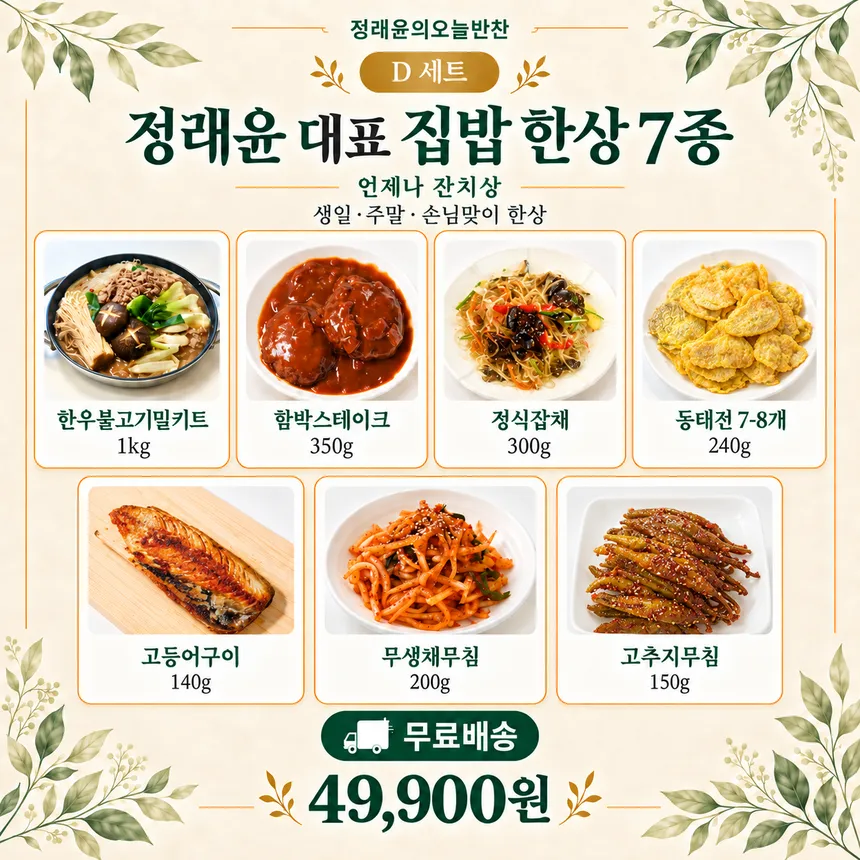 정래윤의오늘반찬
D 세트
정래윤 대표 집밥 한상 7종
언제나 잔치상
생일·주말·손님맞이 한상
한우불고기밀키트
1kg
함박스테이크
350g
정식잡채
300g
동태전 7-8개
240g
고등어구이
140g
무생채무침
200g
고추지무침
150g
무료배송
49,900원